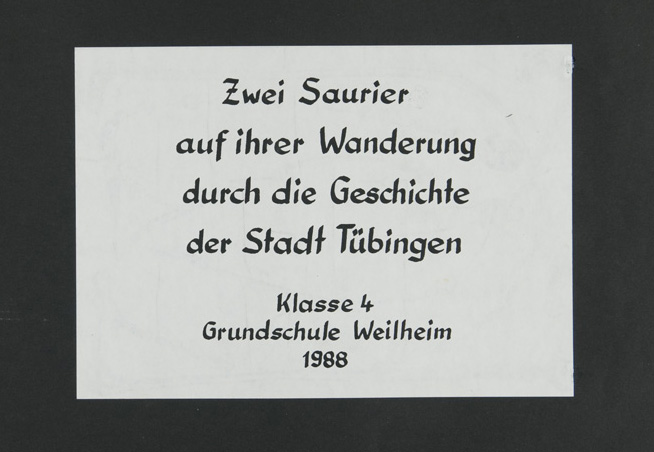 Zwei Saurier
auf ihrer Wanderung
durch die Geschichte
der Stadt Tübingen
Klasse 4
Grundschule Weilheim
1988